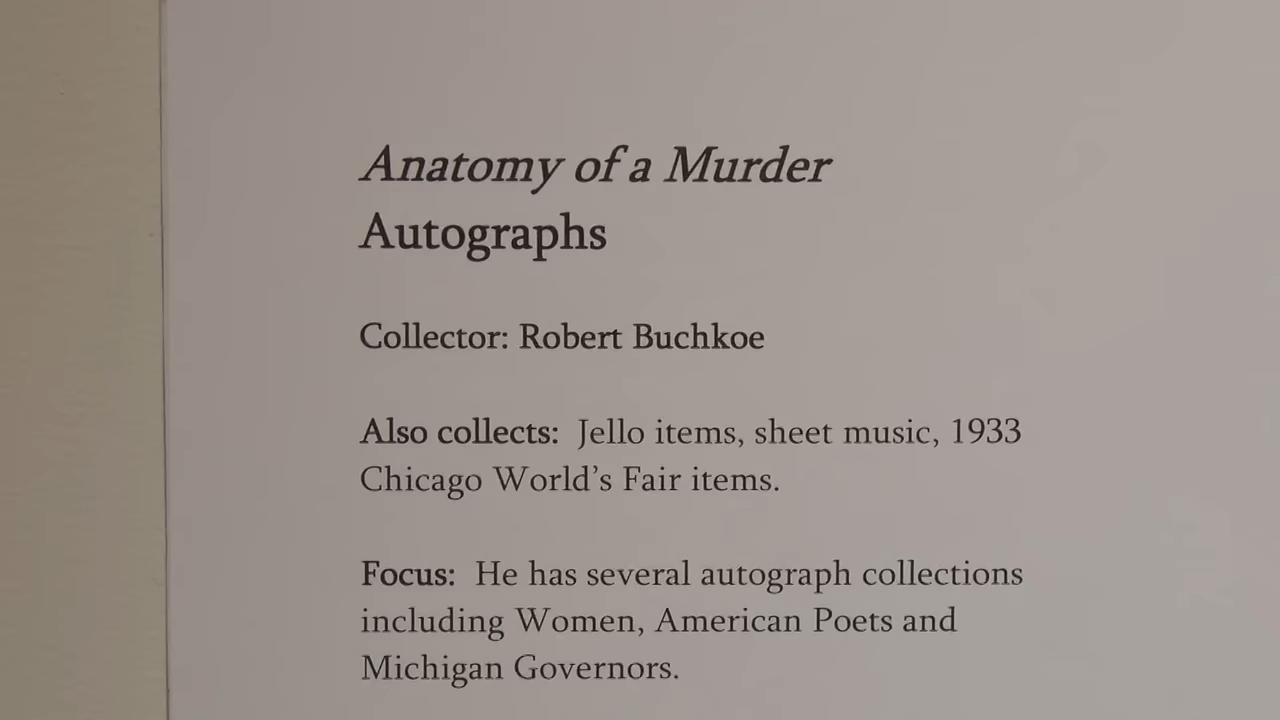 Anatomy of a Murder
Autographs
Collector: Robert Buchkoe
Also collects: Jello items, sheet music, 1933
Chicago World’s Fair items.
Focus: He has several autograph collections
including Women, American Poets and
Michigan Governors.